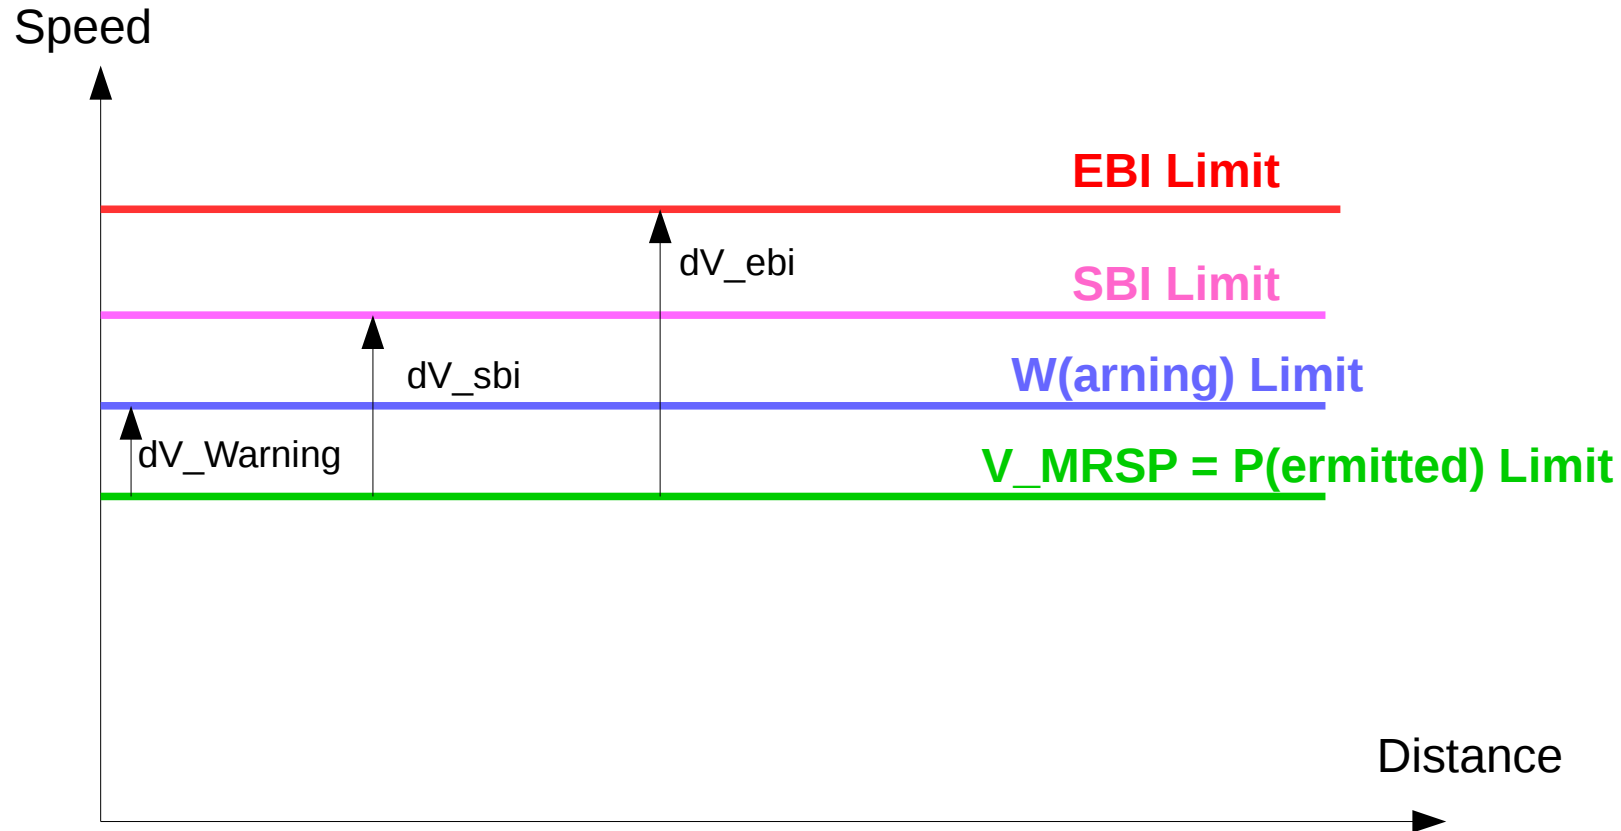 Speed
EBI Limit
dV_ebi
SBI Limit
dV_sbi
W(arning) Limit
dV_Warning
V_MRSP = P(ermitted) Limit
Distance